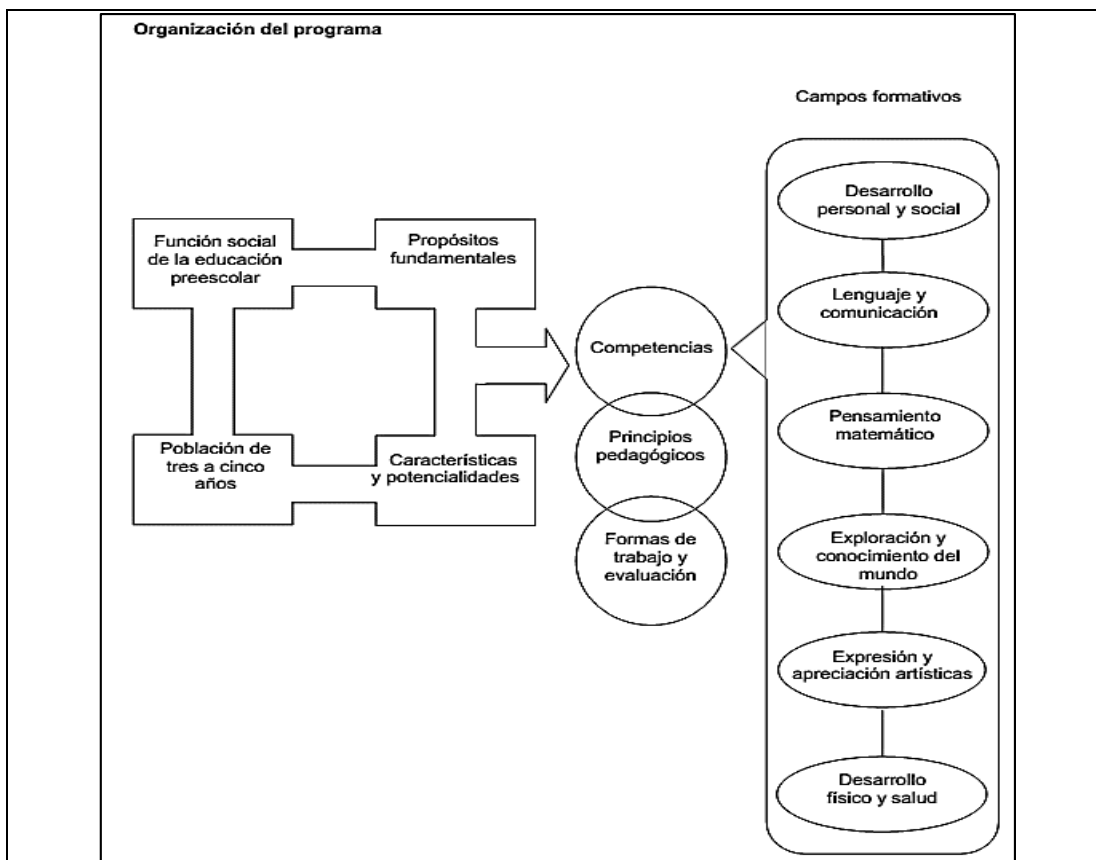 Organización del programa
Campos formativos
Función social
de la educación
preescolar
Propósitos
fundamentales
Población de
tres a cinco
años
Características
y potencialidades
Competencias
Principios
pedagógicos
Formas de
trabajo y
evaluación
Desarrollo
personal y social
Lenguaje y
comunicación
Pensamiento
matemático
Exploración y
conocimiento del
mundo
Expresión y
apreciación artísticas
Desarrollo
físico y salud